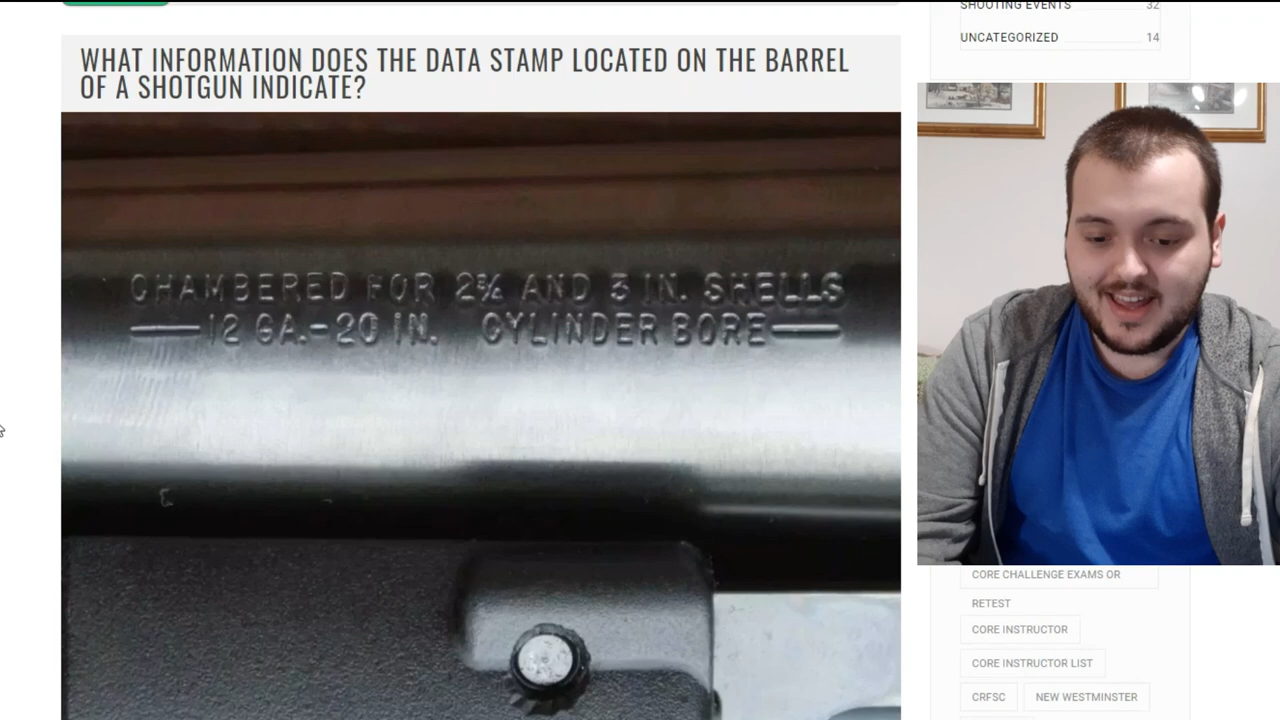 SHOOTING EVENTS 32
UNCATEGORIZED 14
WHAT INFORMATION DOES THE DATA STAMP LOCATED ON THE BARREL
OF A SHOTGUN INDICATE?
CHAMBERED FOR 2¾ AND 3 IN. SHELLS
12 GA.-20 IN. CYLINDER BORE
CORE CHALLENGE EXAMS OR
RETEST
CORE INSTRUCTOR
CORE INSTRUCTOR LIST
CRFSC NEW WESTMINSTER